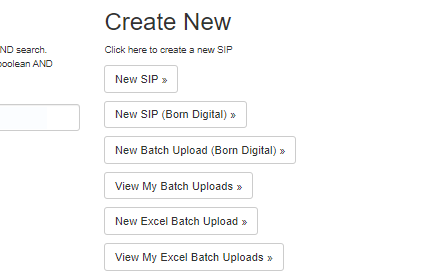 Create New
ND search.
Click here to create a new SIP
boolean AND
New SIP »
New SIP (Born Digital) »
New Batch Upload (Born Digital) »
View My Batch Uploads »
New Excel Batch Upload »
View My Excel Batch Uploads »